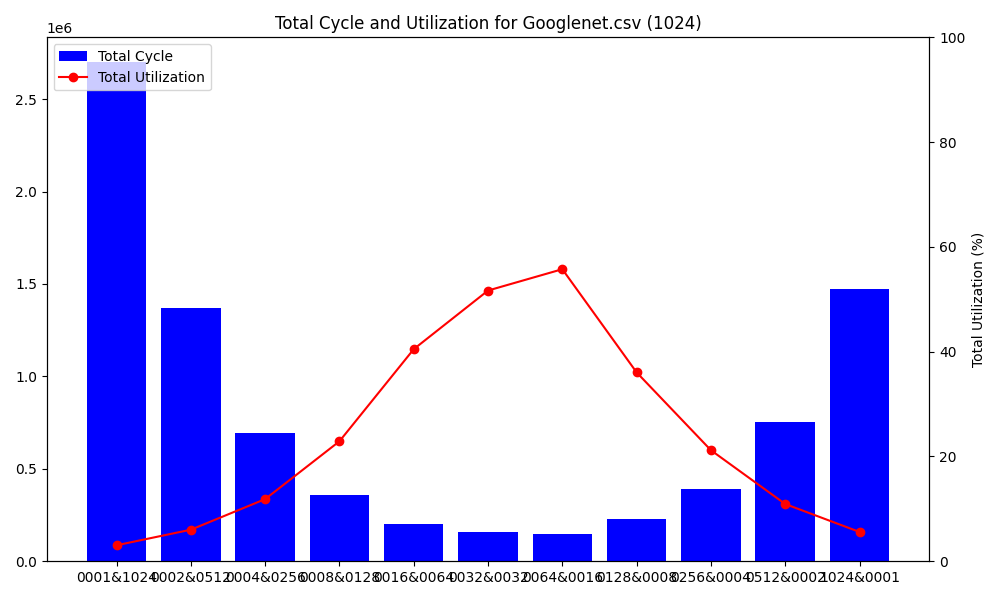 Total Cycle and Utilization for Googlenet.csv (1024)
1e6
Total Cycle
Total Utilization
2.5
2.0
1.5
1.0
0.5
0.0
100
80
60
40
20
0
Total Utilization (%)
0001&1024 0002&0512 0004&0256 0008&0128 0016&0064 0032&0032 0064&0016 0128&0008 0256&0004 0512&0002 1024&0001